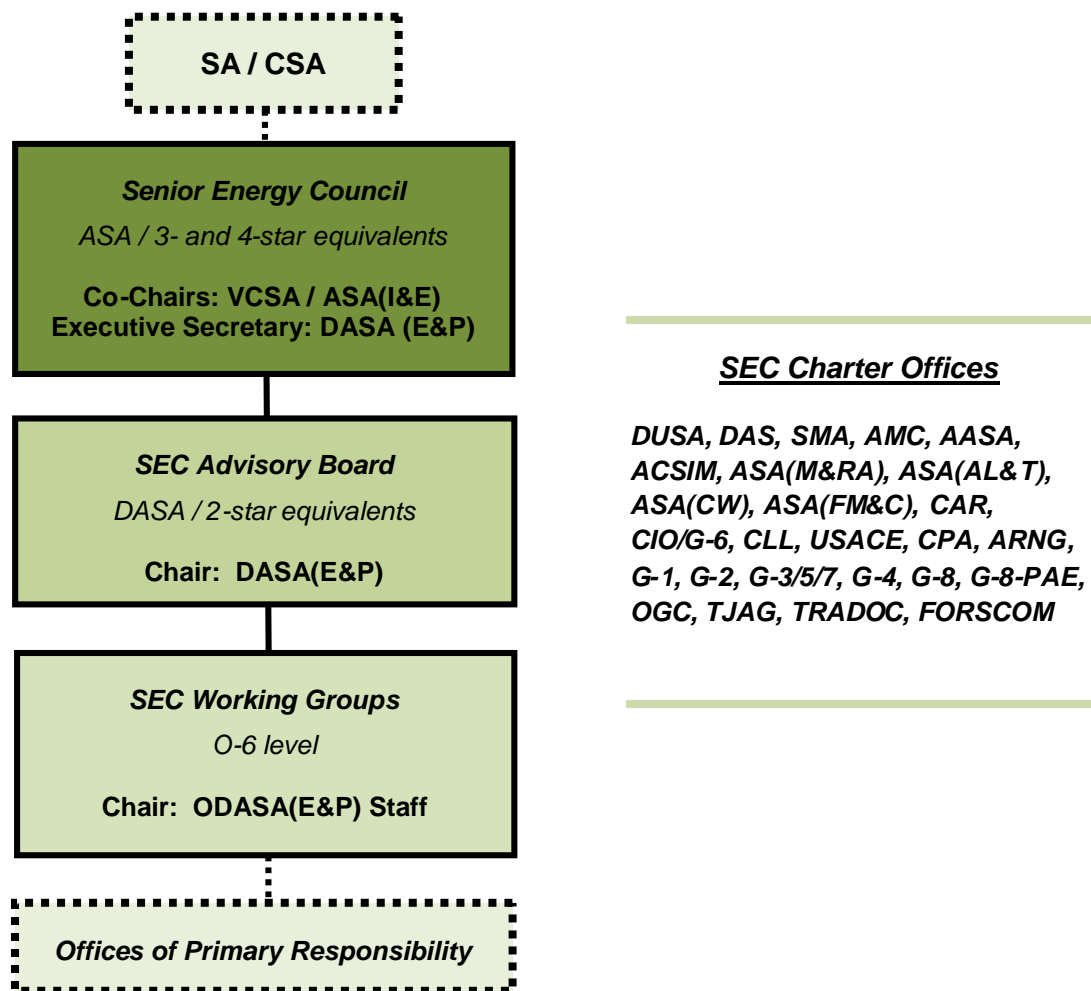 SA / CSA
Senior Energy Council
ASA / 3- and 4-star equivalents
Co-Chairs: VCSA / ASA(I&E)
Executive Secretary: DASA (E&P)
SEC Advisory Board
DASA / 2-star equivalents
Chair: DASA(E&P)
SEC Working Groups
O-6 level
Chair: ODASA(E&P) Staff
Offices of Primary Responsibility
SEC Charter Offices
DUSA, DAS, SMA, AMC, AASA,
ACSIM, ASA(M&RA), ASA(AL&T),
ASA(CW), ASA(FM&C), CAR,
CIO/G-6, CLL, USACE, CPA, ARNG,
G-1, G-2, G-3/5/7, G-4, G-8, G-8-PAE,
OGC, TJAG, TRADOC, FORSCOM